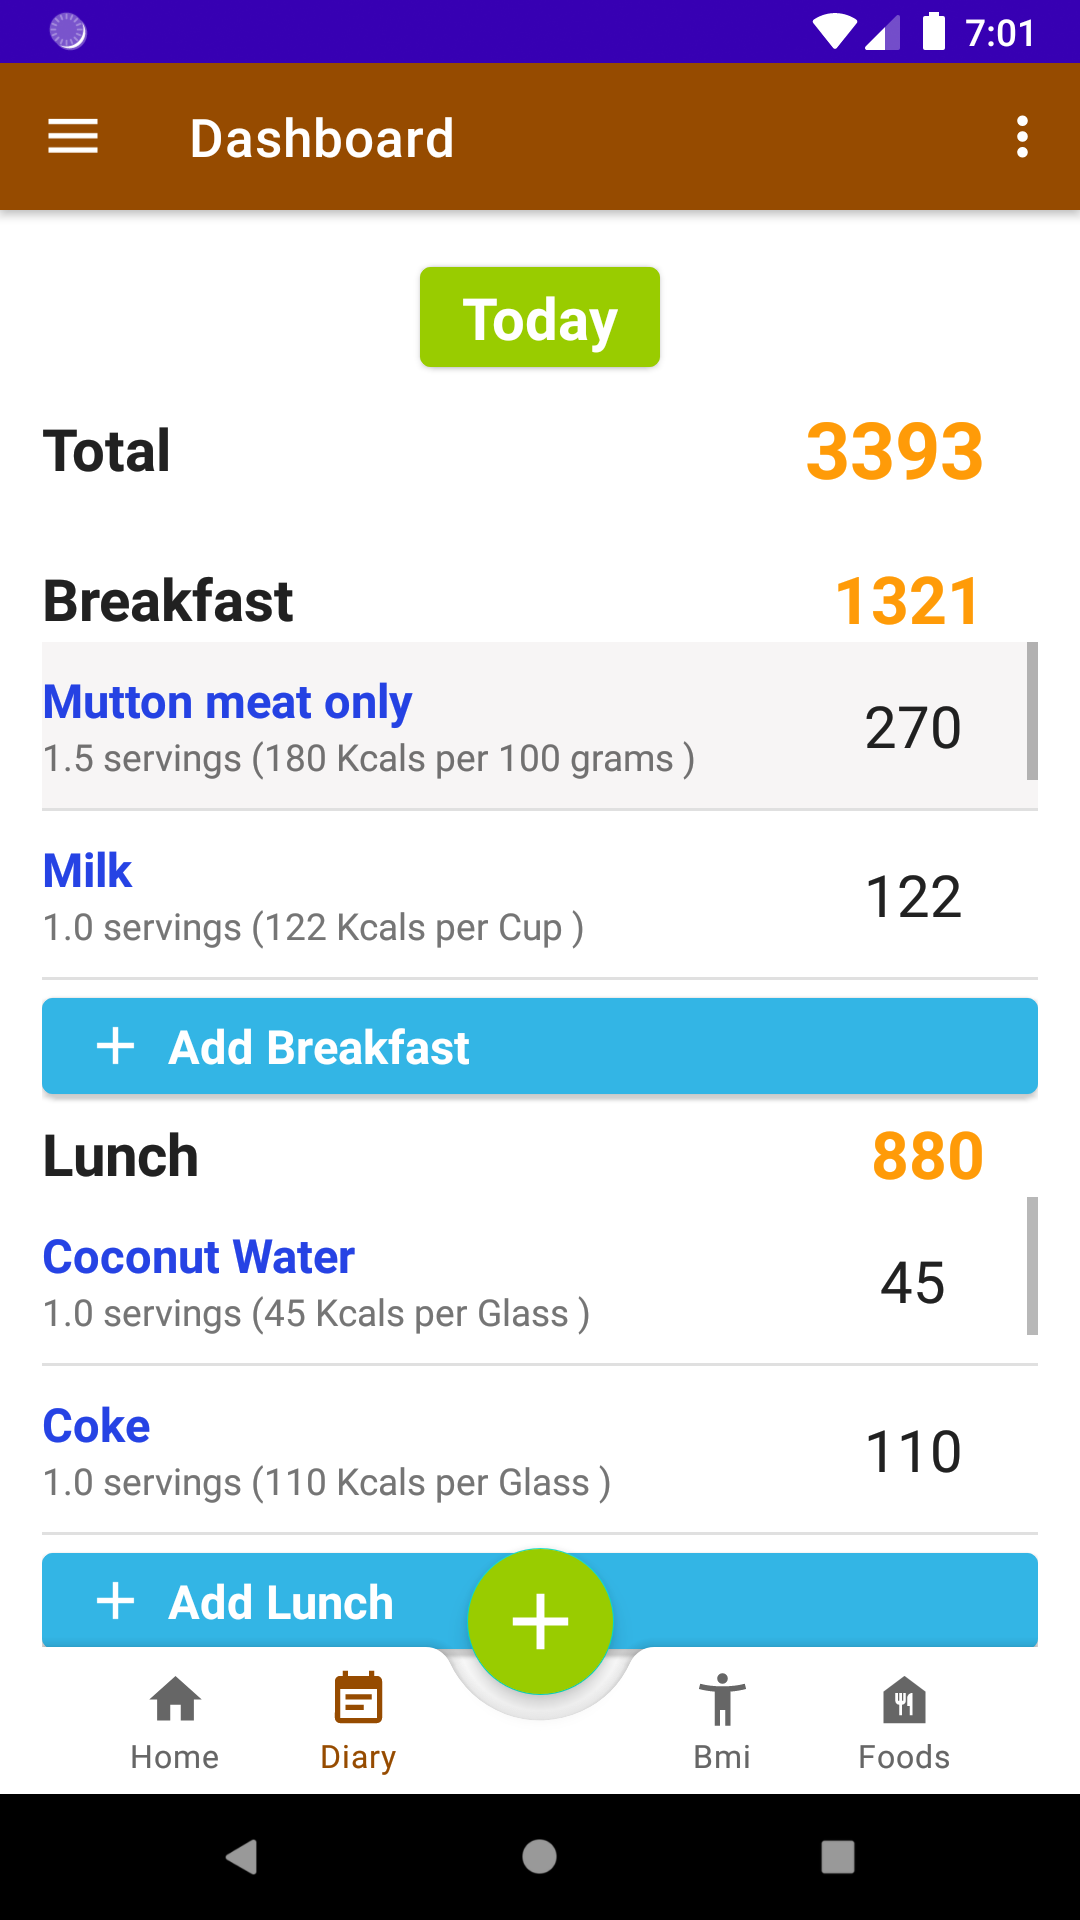 7:01
Dashboard
Today
Total 3393
Breakfast 1321
Mutton meat only
1.5 servings (180 Kcals per 100 grams ) 270
Milk
1.0 servings (122 Kcals per Cup ) 122
+ Add Breakfast
Lunch 880
Coconut Water
1.0 servings (45 Kcals per Glass ) 45
Coke
1.0 servings (110 Kcals per Glass ) 110
+ Add Lunch
Home Diary Bmi Foods